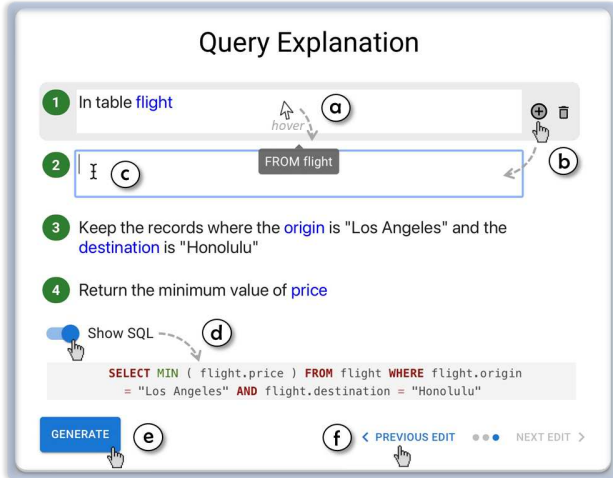 Query Explanation
1 In table flight
a
hover
FROM flight
b
2
c
3 Keep the records where the origin is "Los Angeles" and the
destination is "Honolulu"
4 Return the minimum value of price
Show SQL
d
SELECT MIN ( flight.price ) FROM flight WHERE flight.origin
= "Los Angeles" AND flight.destination = "Honolulu"
GENERATE
e
f
< PREVIOUS EDIT
NEXT EDIT >